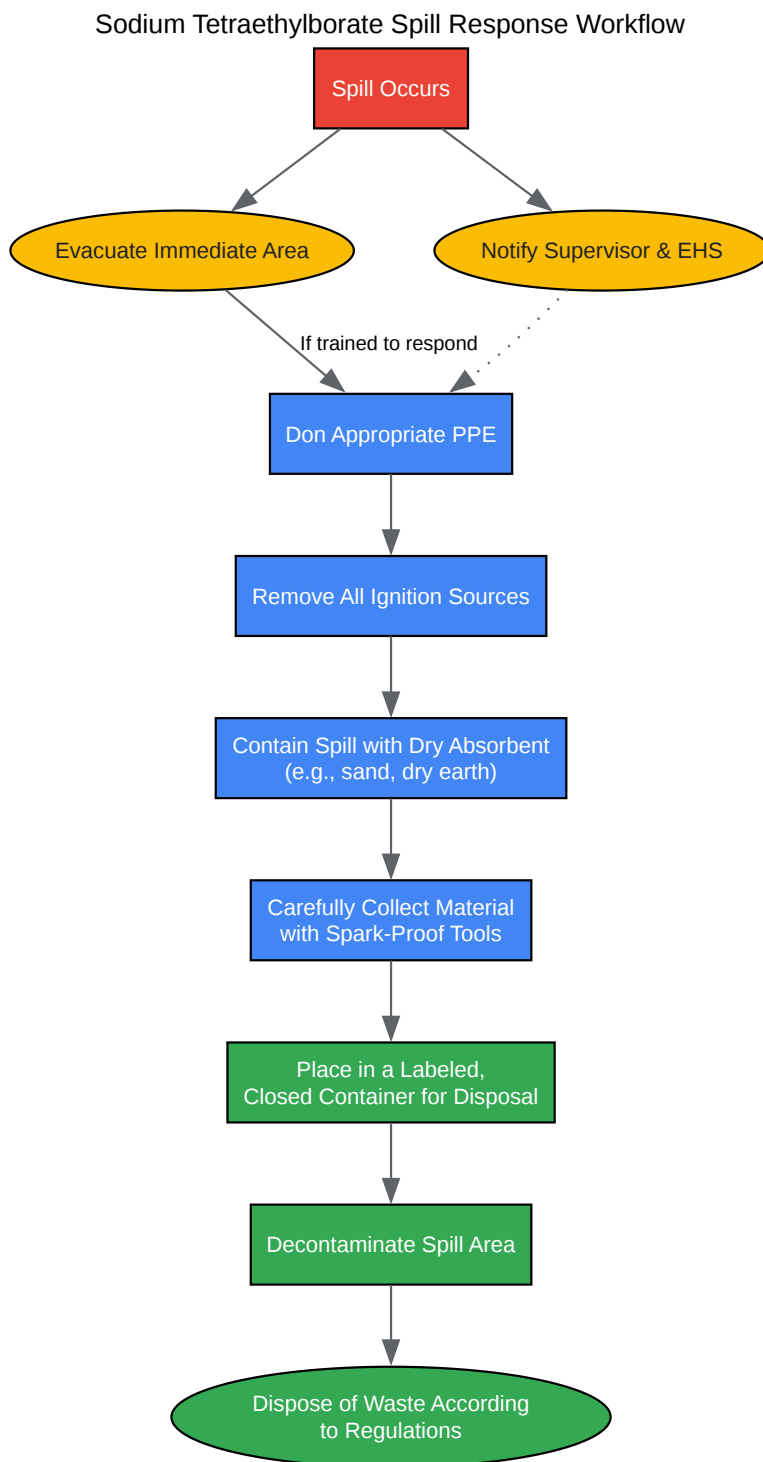 Sodium Tetraethylborate Spill Response Workflow
Spill Occurs
Evacuate Immediate Area
Notify Supervisor & EHS
If trained to respond
Don Appropriate PPE
Remove All Ignition Sources
Contain Spill with Dry Absorbent
(e.g., sand, dry earth)
Carefully Collect Material
with Spark-Proof Tools
Place in a Labeled,
Closed Container for Disposal
Decontaminate Spill Area
Dispose of Waste According
to Regulations